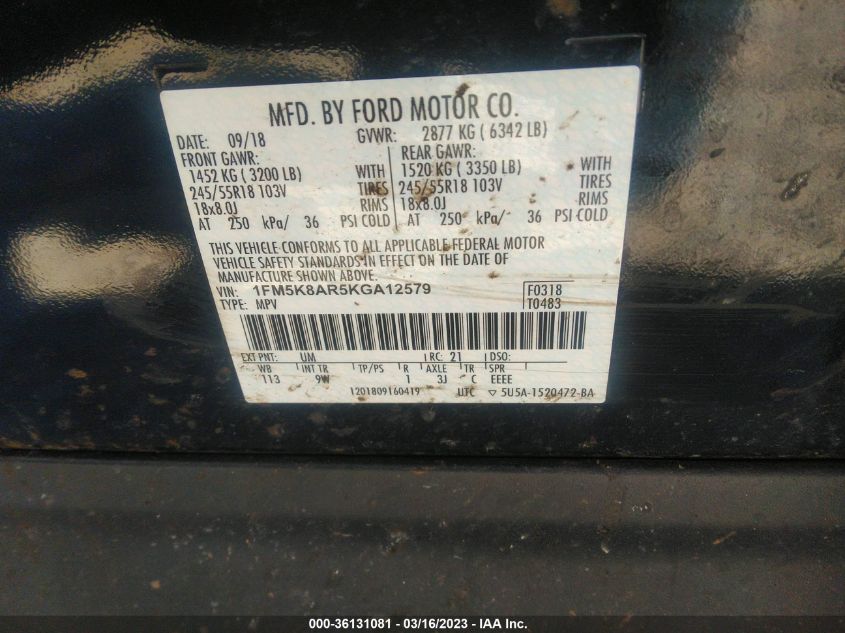 MFD. BY FORD MOTOR CO.
DATE: 09/18 GVWR: 2877 KG ( 6342 LB)
FRONT GAWR: REAR GAWR:
1452 KG ( 3200 LB) WITH 1520 KG ( 3350 LB) WITH
245/55R18 103V TIRES 245/55R18 103V TIRES
18x8.0J RIMS 18x8.0J RIMS
AT 250 kPa/ 36 PSI COLD AT 250 kPa/ 36 PSI COLD
THIS VEHICLE CONFORMS TO ALL APPLICABLE FEDERAL MOTOR
VEHICLE SAFETY STANDARDS IN EFFECT ON THE DATE OF
MANUFACTURE SHOWN ABOVE.
VIN: 1FM5K8AR5KGA12579 F0318
TYPE: MPV T0483
EXT PNT: UM RC: 21 DSO:
WB INT TR TP/PS R AXLE TR SPR
113 9W 1 3J C EEEE
1201809160419 UTC ▽ 5U5A-1520472-BA
000-36131081 - 03/16/2023 - IAA Inc.